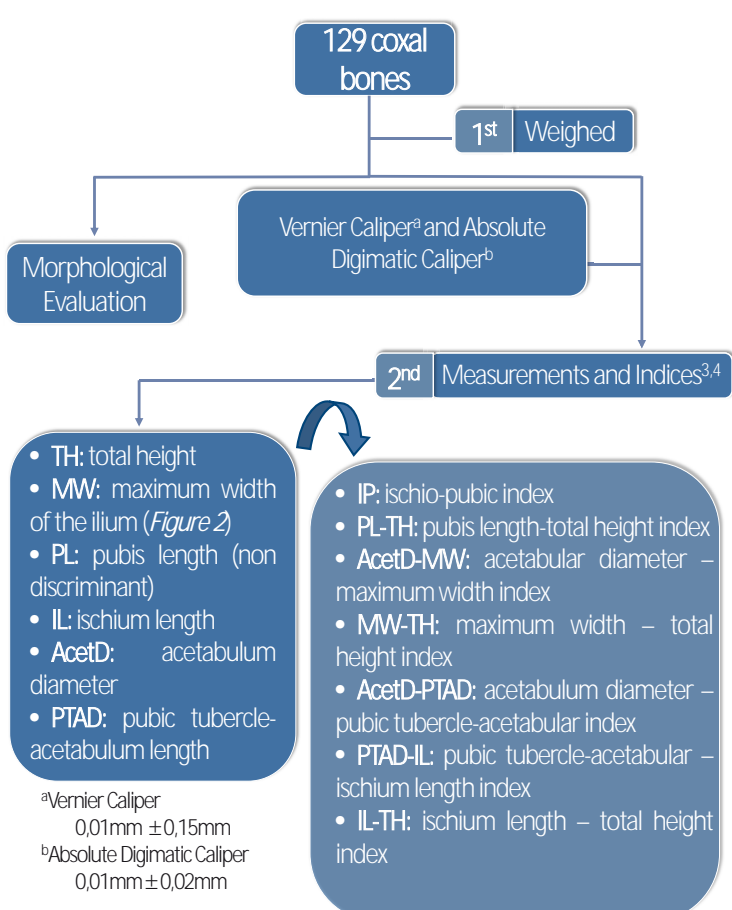 129 coxal
bones
1st Weighed
Vernier Caliperᵃ and Absolute
Digimatic Caliperᵇ
Morphological
Evaluation
2nd Measurements and Indices³,⁴
• TH: total height
• MW: maximum width
of the ilium (Figure 2)
• PL: pubis length (non
discriminant)
• IL: ischium length
• AcetD: acetabulum
diameter
• PTAD: pubic tubercle-
acetabulum length
• IP: ischio-pubic index
• PL-TH: pubis length-total height index
• AcetD-MW: acetabular diameter –
maximum width index
• MW-TH: maximum width – total
height index
• AcetD-PTAD: acetabulum diameter –
pubic tubercle-acetabular index
• PTAD-IL: pubic tubercle-acetabular –
ischium length index
• IL-TH: ischium length – total height
index
ᵃVernier Caliper
0,01mm ±0,15mm
ᵇAbsolute Digimatic Caliper
0,01mm±0,02mm